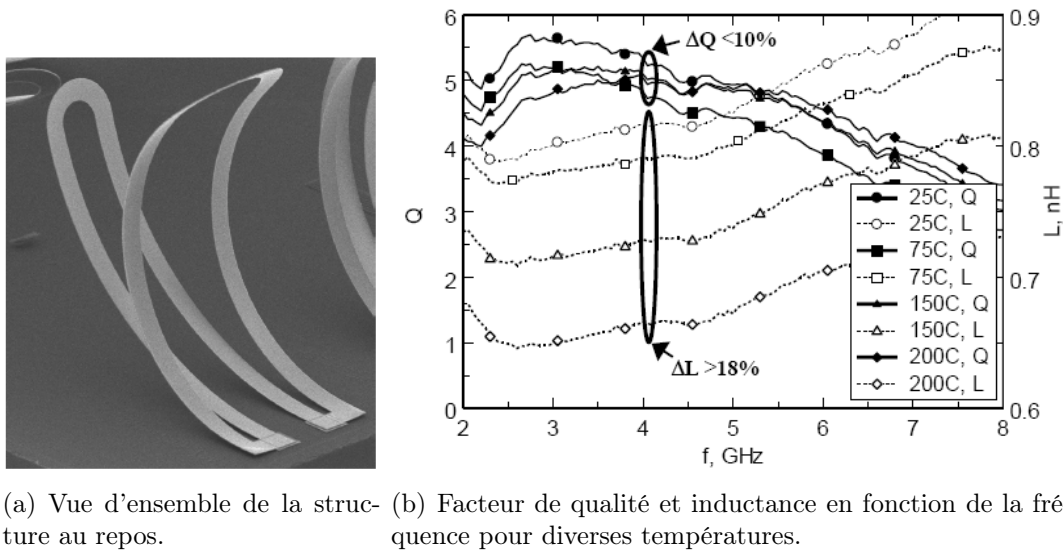 6
5
4
3
2
1
0
Q
0.9
0.8
0.7
0.6
L, nH
ΔQ <10%
ΔL >18%
25C, Q
25C, L
75C, Q
75C, L
150C, Q
150C, L
200C, Q
200C, L
2 3 4 5 6 7 8
f, GHz
(a) Vue d'ensemble de la struc-
ture au repos.
(b) Facteur de qualité et inductance en fonction de la fré
quence pour diverses températures.